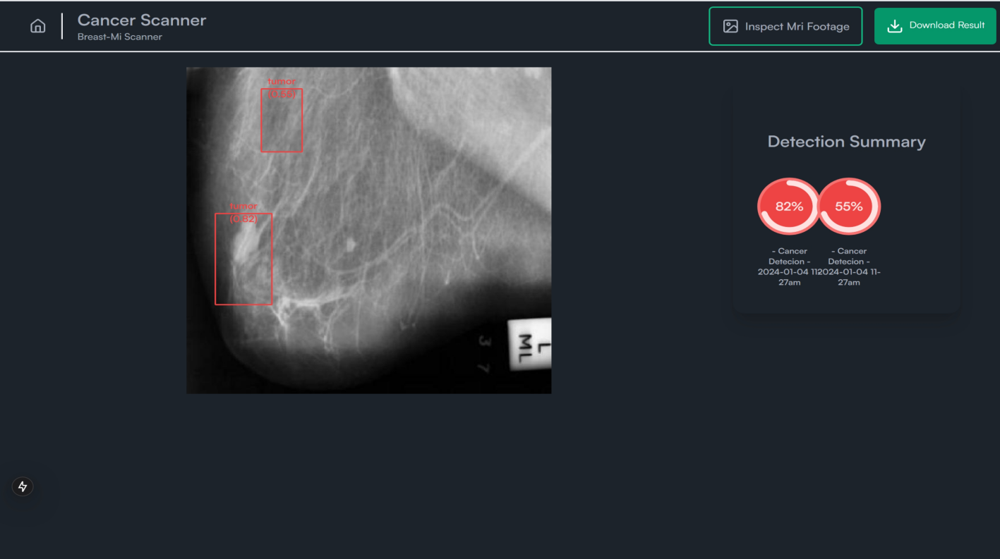 Cancer Scanner
Breast-Mi Scanner
Inspect Mri Footage
Download Result
tumor
(0.55)
tumor
(0.82)
L
ML
3 7
Detection Summary
82%
55%
- Cancer
Detecion -
2024-01-04 11-
27am
- Cancer
Detecion -
2024-01-04 11-
27am